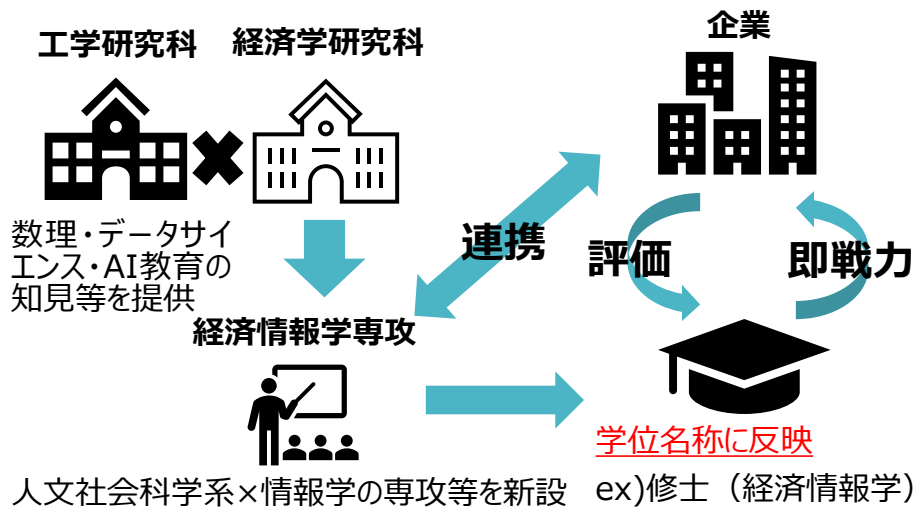 工学研究科
経済学研究科
企業
数理・データサイ
エンス・AI教育の
知見等を提供
連携
評価
即戦力
経済情報学専攻
学位名称に反映
人文社会科学系×情報学の専攻等を新設
ex)修士（経済情報学）